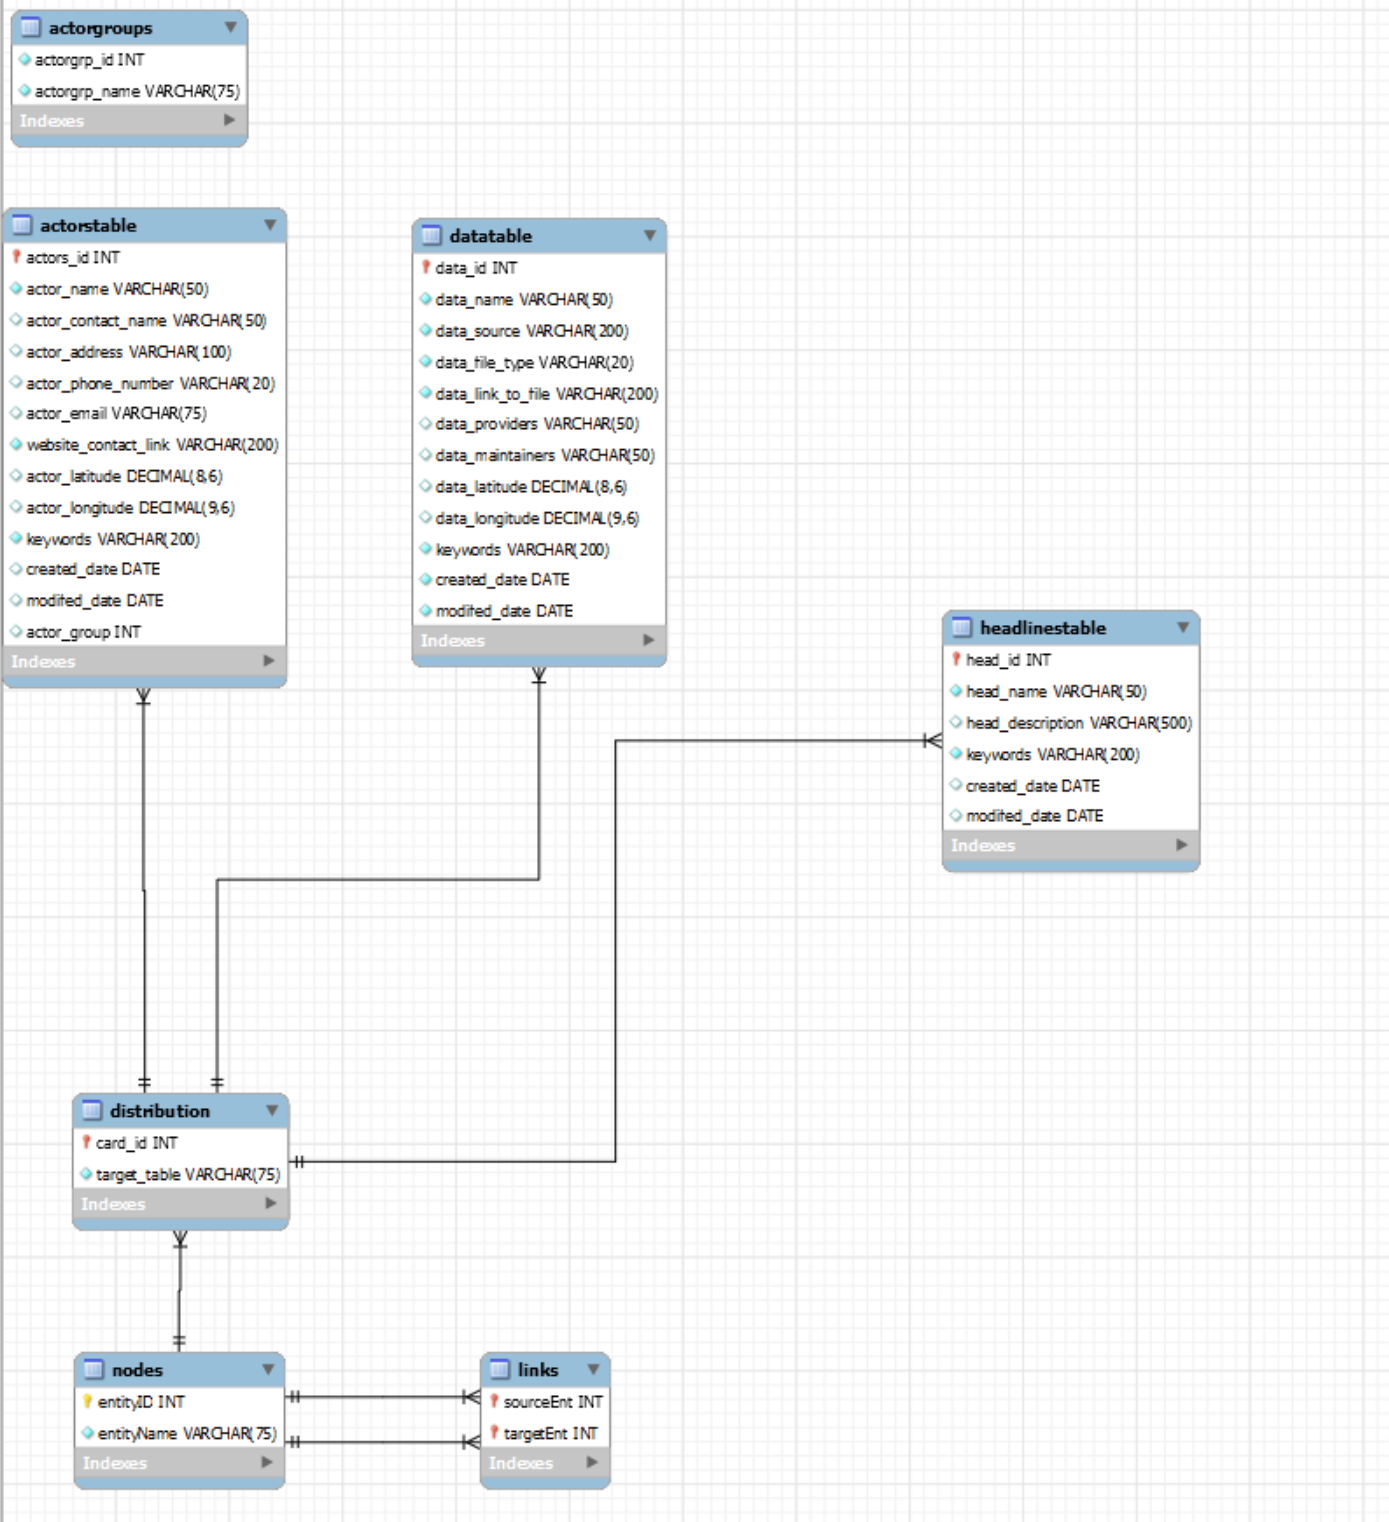 actorgroups
actorgrp_id INT
actorgrp_name VARCHAR(75)
Indexes
actorstable
actors_id INT
actor_name VARCHAR(50)
actor_contact_name VARCHAR(50)
actor_address VARCHAR(100)
actor_phone_number VARCHAR(20)
actor_email VARCHAR(75)
website_contact_link VARCHAR(200)
actor_latitude DECIMAL(8,6)
actor_longitude DECIMAL(9,6)
keywords VARCHAR(200)
created_date DATE
modifed_date DATE
actor_group INT
Indexes
datatable
data_id INT
data_name VARCHAR(50)
data_source VARCHAR(200)
data_file_type VARCHAR(20)
data_link_to_file VARCHAR(200)
data_providers VARCHAR(50)
data_maintainers VARCHAR(50)
data_latitude DECIMAL(8,6)
data_longitude DECIMAL(9,6)
keywords VARCHAR(200)
created_date DATE
modifed_date DATE
Indexes
headlinestable
head_id INT
head_name VARCHAR(50)
head_description VARCHAR(500)
keywords VARCHAR(200)
created_date DATE
modifed_date DATE
Indexes
distribution
card_id INT
target_table VARCHAR(75)
Indexes
nodes
entityID INT
entityName VARCHAR(75)
Indexes
links
sourceEnt INT
targetEnt INT
Indexes